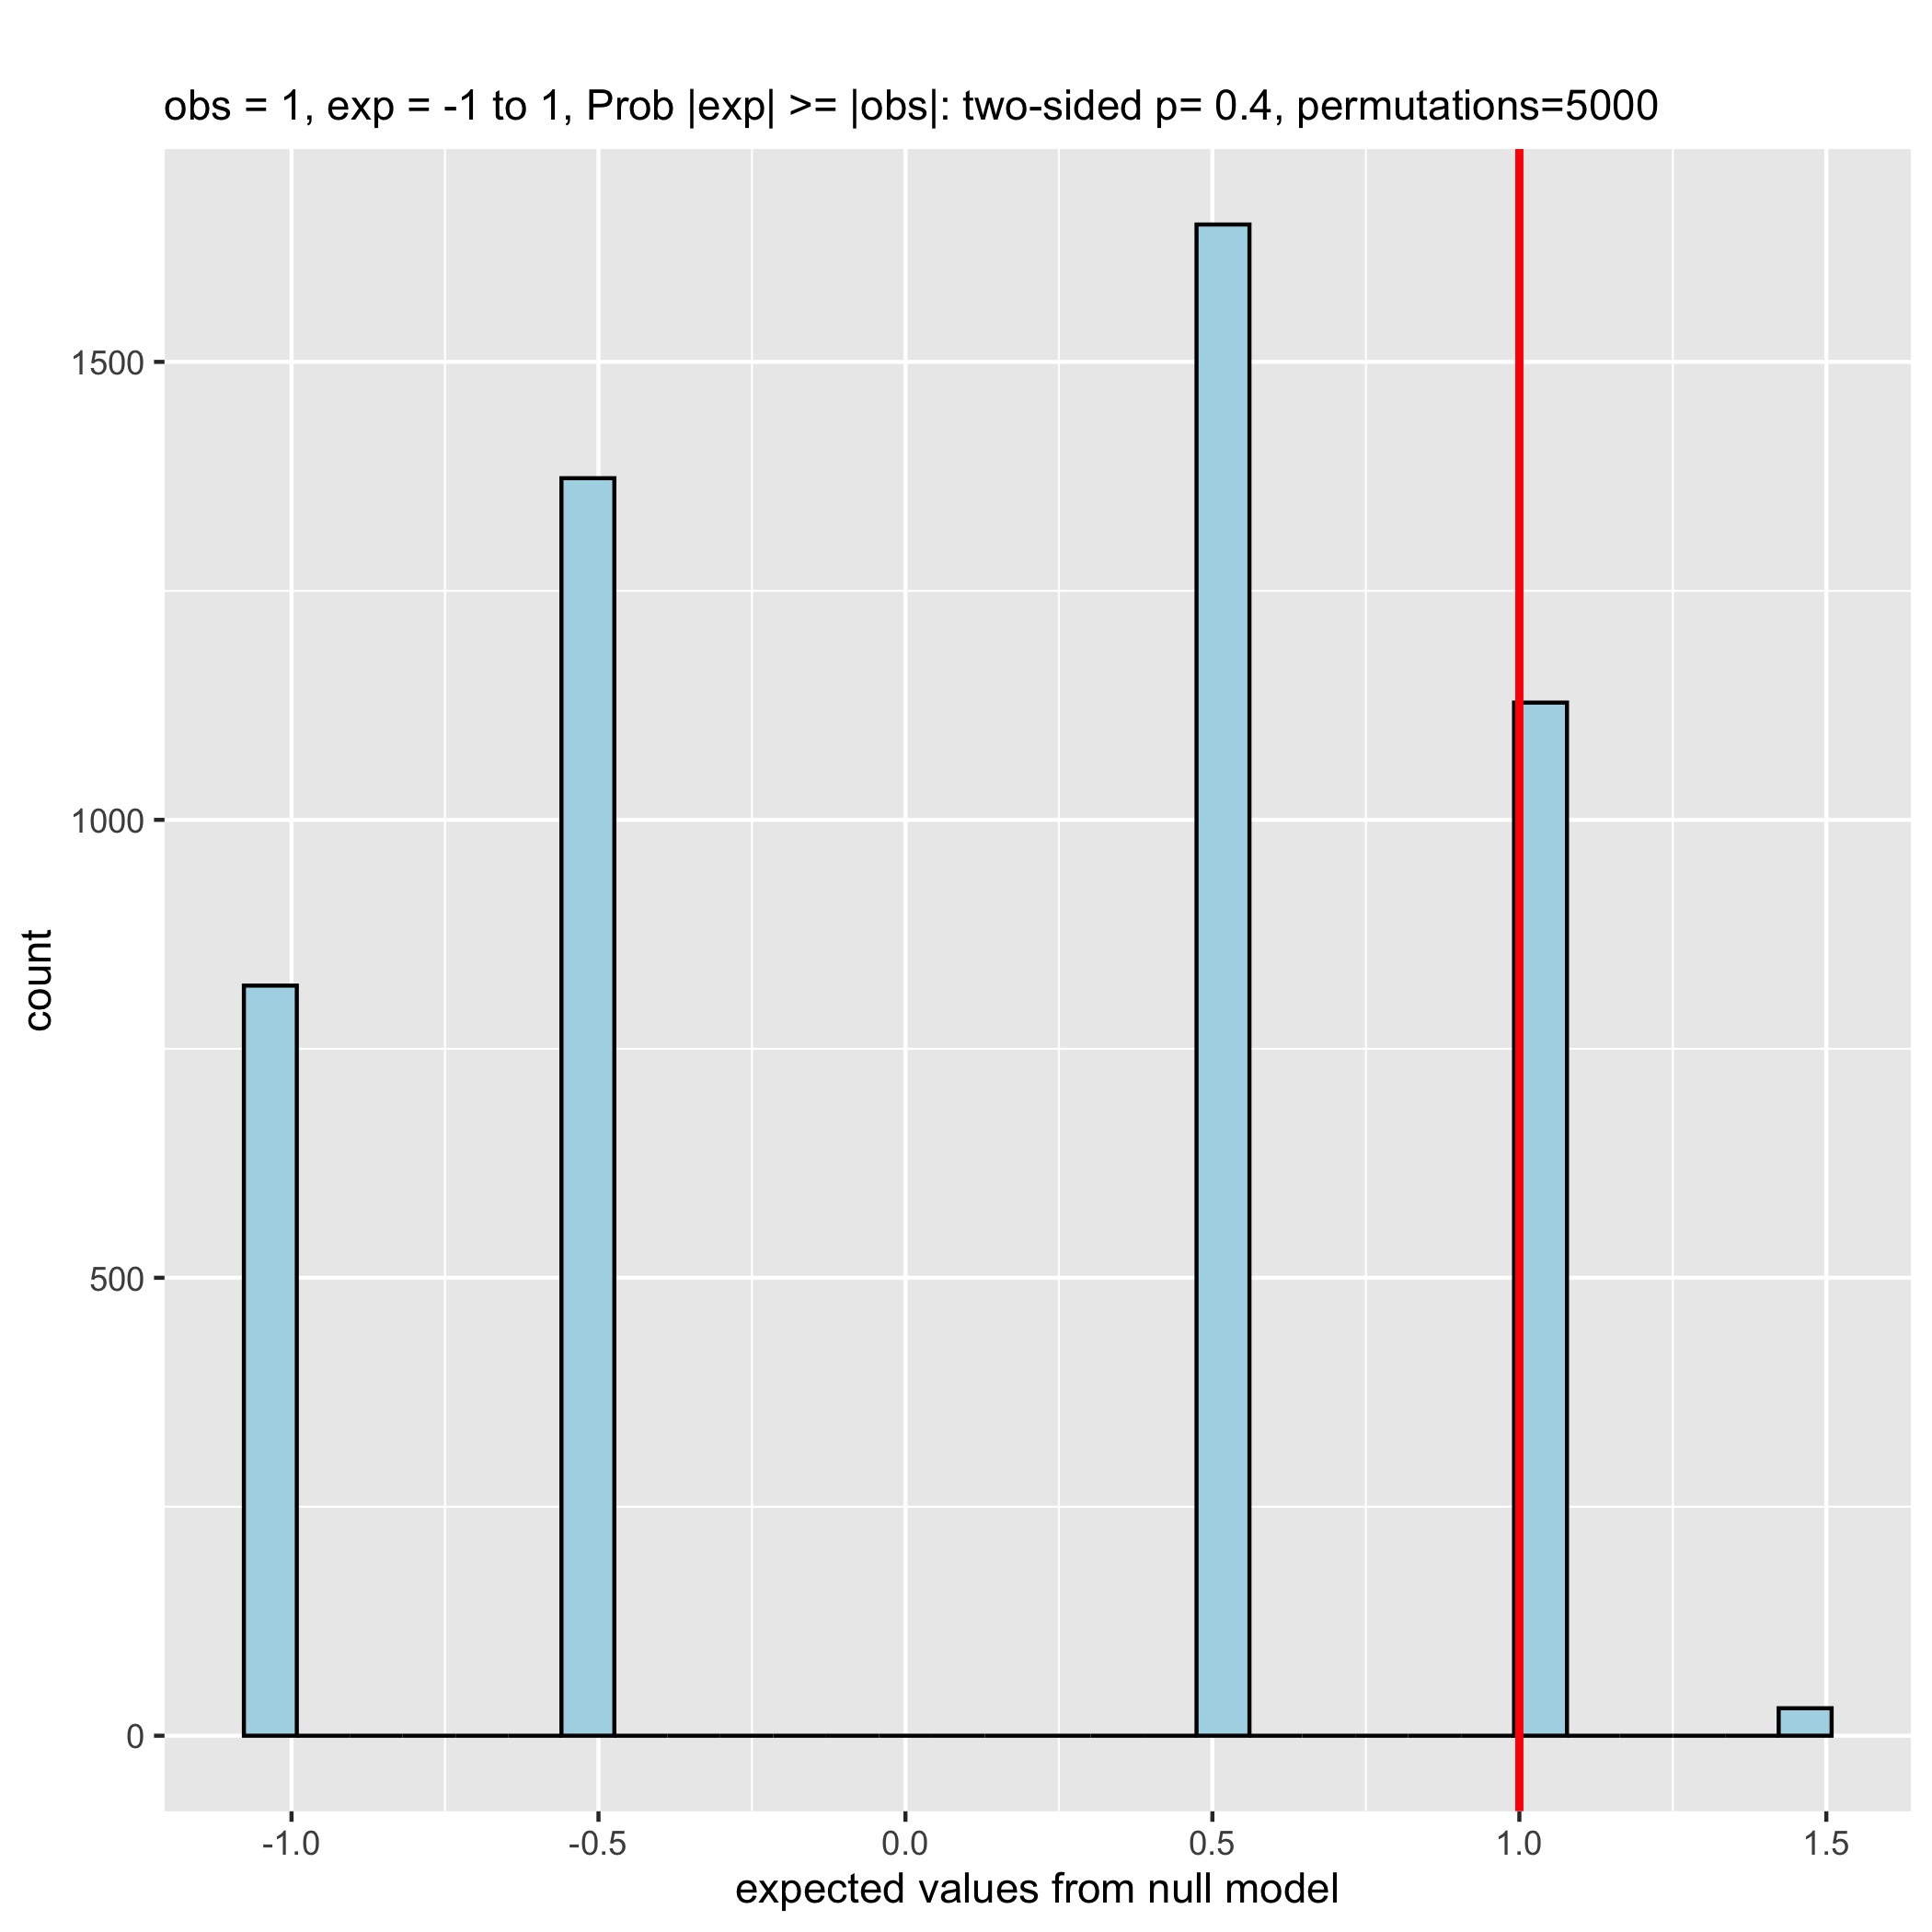 obs = 1, exp = -1 to 1, Prob |exp| >= |obs|: two-sided p= 0.4, permutations=5000
1500
1000
500
0
count
-1.0 -0.5 0.0 0.5 1.0 1.5
expected values from null model